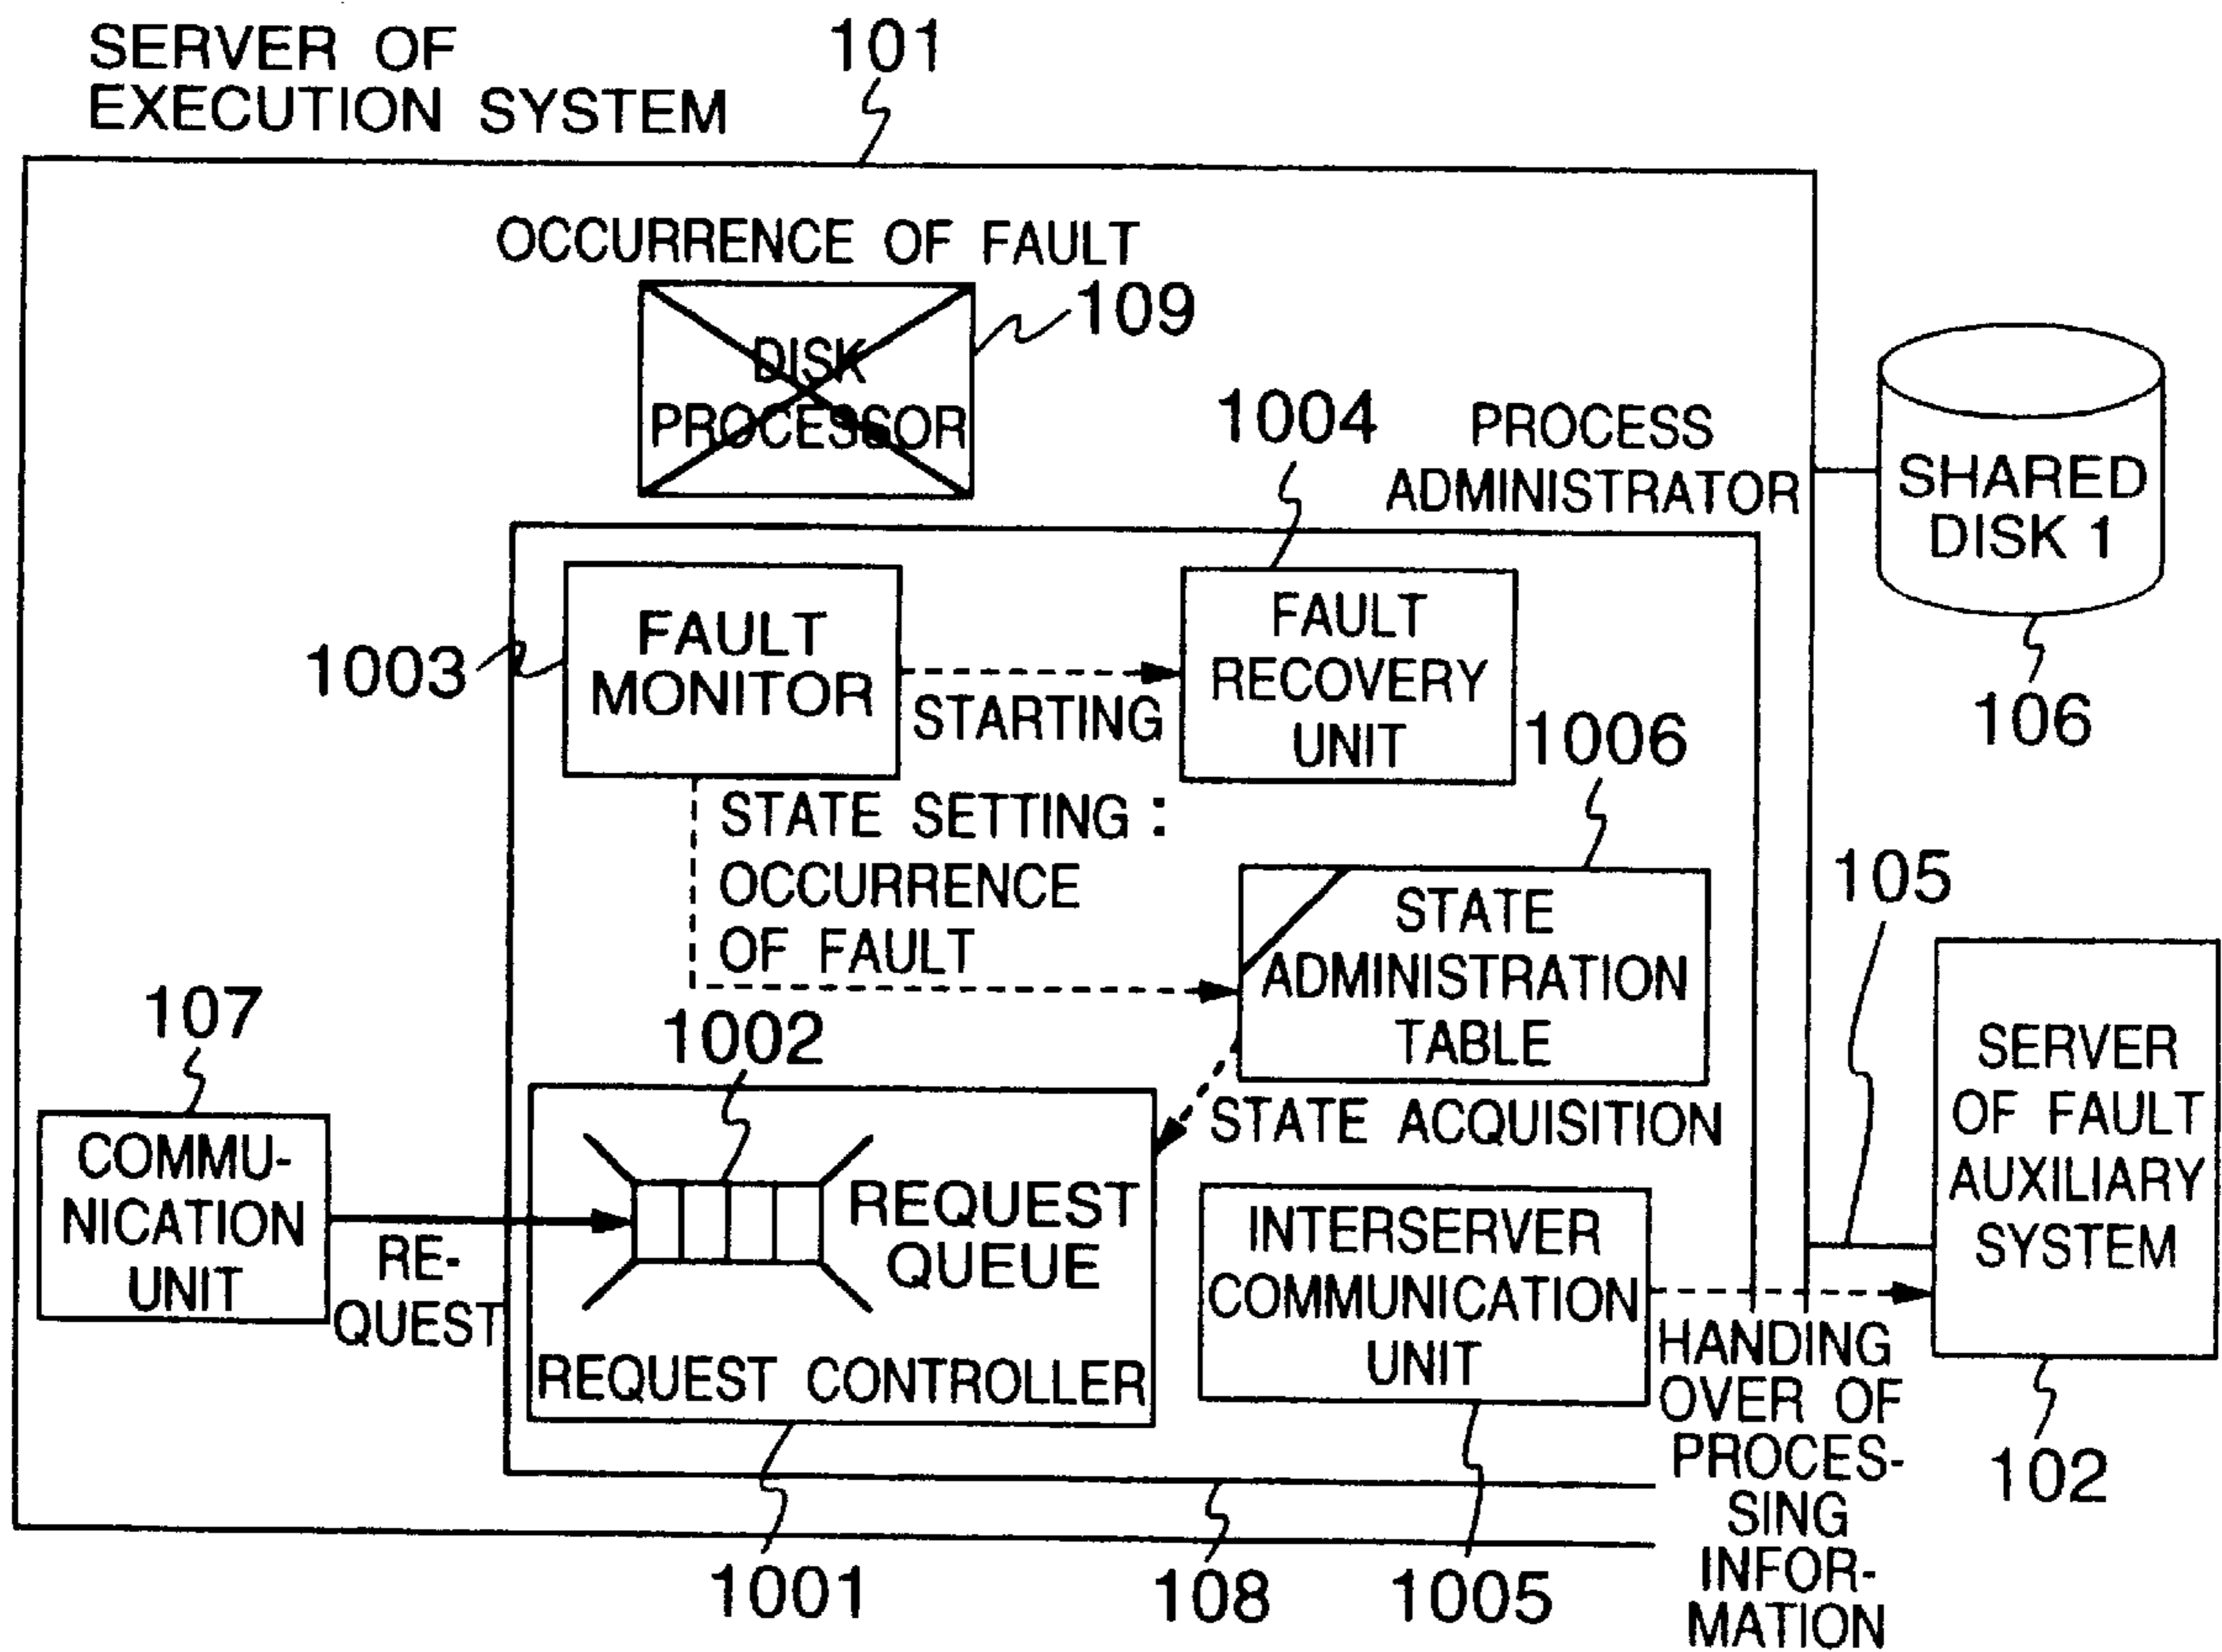 SERVER OF
EXECUTION SYSTEM
101
OCCURRENCE OF FAULT
109
DISK
PROCESSOR
1004
PROCESS
ADMINISTRATOR
SHARED
DISK 1
106
1003
FAULT
MONITOR
STARTING
FAULT
RECOVERY
UNIT
1006
STATE SETTING :
OCCURRENCE
OF FAULT
STATE
ADMINISTRATION
TABLE
105
107
1002
COMMU-
NICATION
UNIT
RE-
QUEST
REQUEST
QUEUE
REQUEST CONTROLLER
STATE ACQUISITION
INTERSERVER
COMMUNICATION
UNIT
SERVER
OF FAULT
AUXILIARY
SYSTEM
HANDING
OVER OF
PROCES-
SING
INFOR-
MATION
102
1001
108
1005